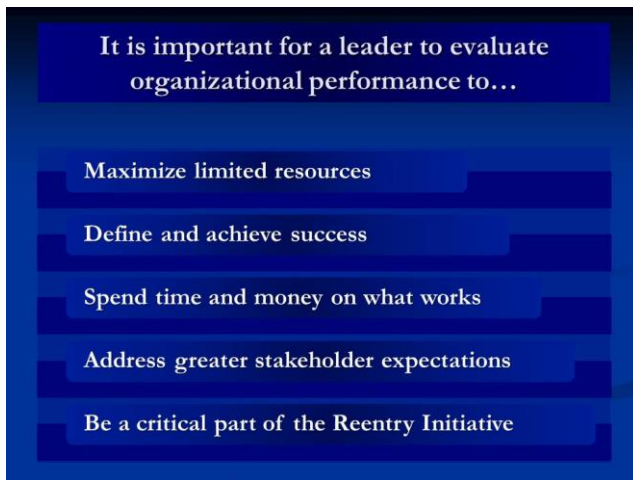 It is important for a leader to evaluate
organizational performance to…
Maximize limited resources
Define and achieve success
Spend time and money on what works
Address greater stakeholder expectations
Be a critical part of the Reentry Initiative